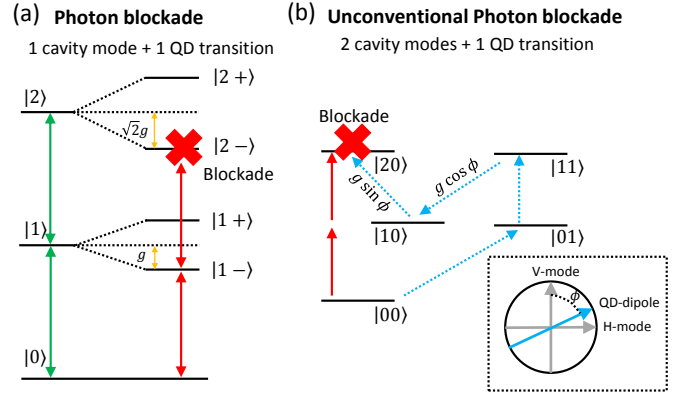 (a) Photon blockade
1 cavity mode + 1 QD transition
|2 +⟩
|2⟩
√2g
|2 −⟩
Blockade
|1 +⟩
|1⟩
g
|1 −⟩
|0⟩
(b) Unconventional Photon blockade
2 cavity modes + 1 QD transition
Blockade
|20⟩
|11⟩
g sin ϕ
g cos ϕ
|10⟩
|01⟩
|00⟩
V-mode
ϕ
QD-dipole
H-mode